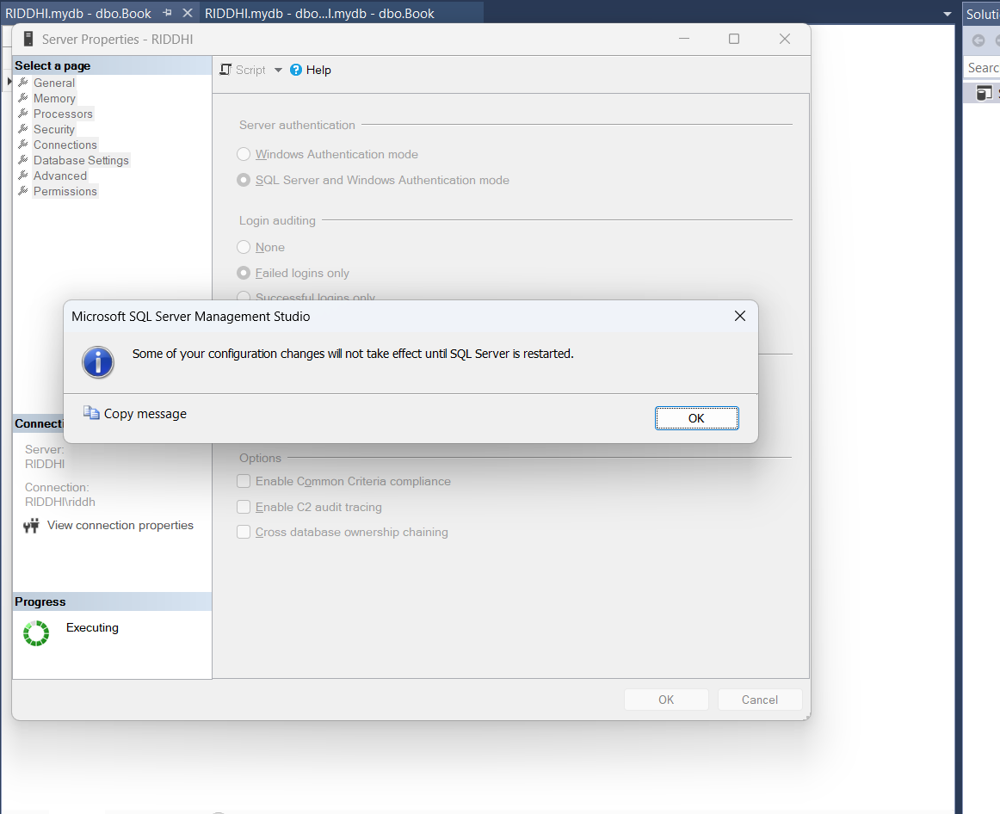 RIDDHI.mydb - dbo.Book
RIDDHI.mydb - dbo...l.mydb - dbo.Book
Soluti
Server Properties - RIDDHI
Select a page
General
Memory
Processors
Security
Connections
Database Settings
Advanced
Permissions
Script
Help
Searc
Server authentication
Windows Authentication mode
SQL Server and Windows Authentication mode
Login auditing
None
Failed logins only
Successful logins only
Microsoft SQL Server Management Studio
Some of your configuration changes will not take effect until SQL Server is restarted.
Copy message
OK
Connecti
Server:
RIDDHI
Connection:
RIDDHI\riddh
View connection properties
Options
Enable Common Criteria compliance
Enable C2 audit tracing
Cross database ownership chaining
Progress
Executing
OK
Cancel